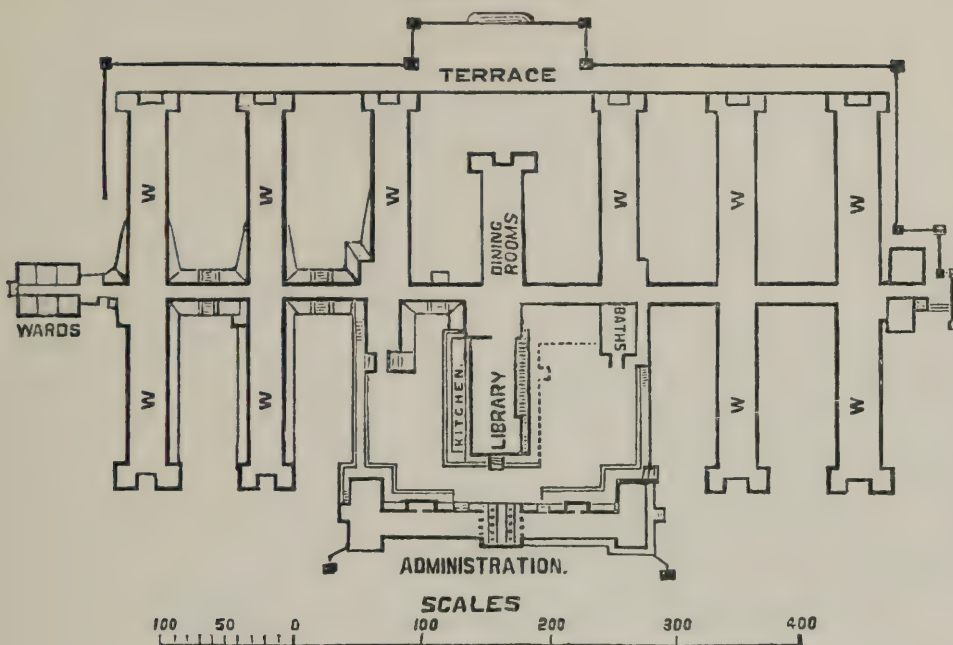 TERRACE
W W W W W W
DINING
ROOMS
WARDS
BATHS
KITCHEN.
LIBRARY
W W W W
ADMINISTRATION.
SCALES
100 50 0 100 200 300 400